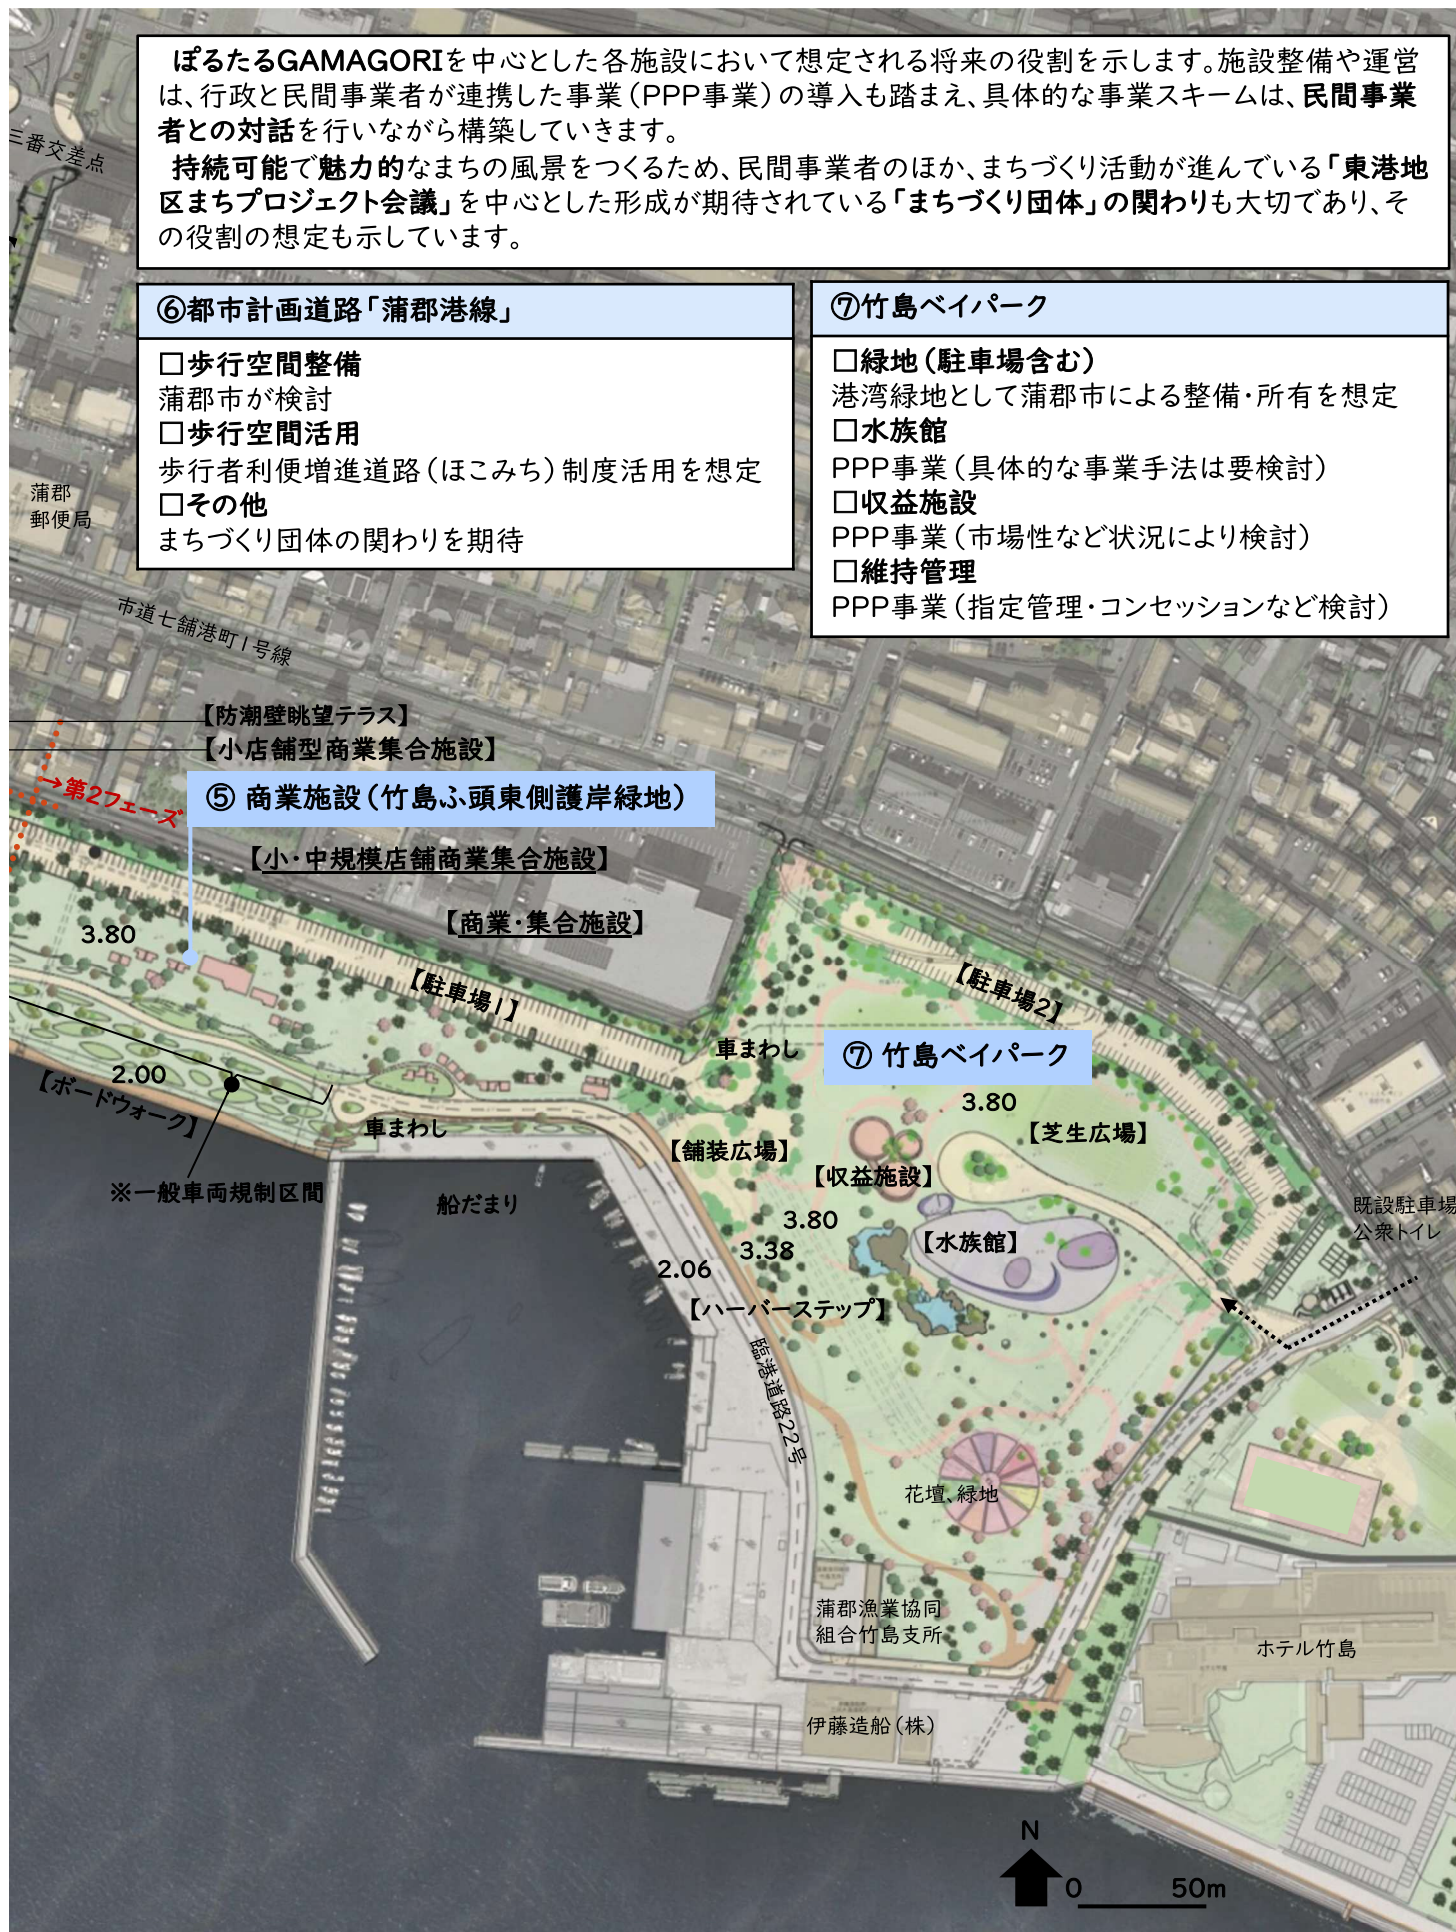 ぽるたるGAMAGORIを中心とした各施設において想定される将来の役割を示します。施設整備や運営
は、行政と民間事業者が連携した事業(PPP事業)の導入も踏まえ、具体的な事業スキームは、民間事業
者との対話を行いながら構築していきます。
持続可能で魅力的なまちの風景をつくるため、民間事業者のほか、まちづくり活動が進んでいる「東港地
区まちプロジェクト会議」を中心とした形成が期待されている「まちづくり団体」の関わりも大切であり、そ
の役割の想定も示しています。
三番交差点
⑥都市計画道路「蒲郡港線」
□歩行空間整備
蒲郡市が検討
□歩行空間活用
歩行者利便増進道路(ほこみち)制度活用を想定
□その他
まちづくり団体の関わりを期待
⑦竹島ベイパーク
□緑地(駐車場含む)
港湾緑地として蒲郡市による整備・所有を想定
□水族館
PPP事業(具体的な事業手法は要検討)
□収益施設
PPP事業(市場性など状況により検討)
□維持管理
PPP事業(指定管理・コンセッションなど検討)
蒲郡
郵便局
市道七舗港町1号線
【防潮壁眺望テラス】
【小店舗型商業集合施設】
→第2フェーズ
⑤ 商業施設(竹島ふ頭東側護岸緑地)
【小・中規模店舗商業集合施設】
【商業・集合施設】
3.80
【駐車場1】
【駐車場2】
車まわし
⑦ 竹島ベイパーク
2.00
【ボードウォーク】
3.80
車まわし
【芝生広場】
【舗装広場】
【収益施設】
※一般車両規制区間
船だまり
既設駐車場
公衆トイレ
3.80
【水族館】
3.38
2.06
【ハーバーステップ】
臨港道路22号
花壇、緑地
蒲郡漁業協同
組合竹島支所
ホテル竹島
伊藤造船(株)
N
0 50m